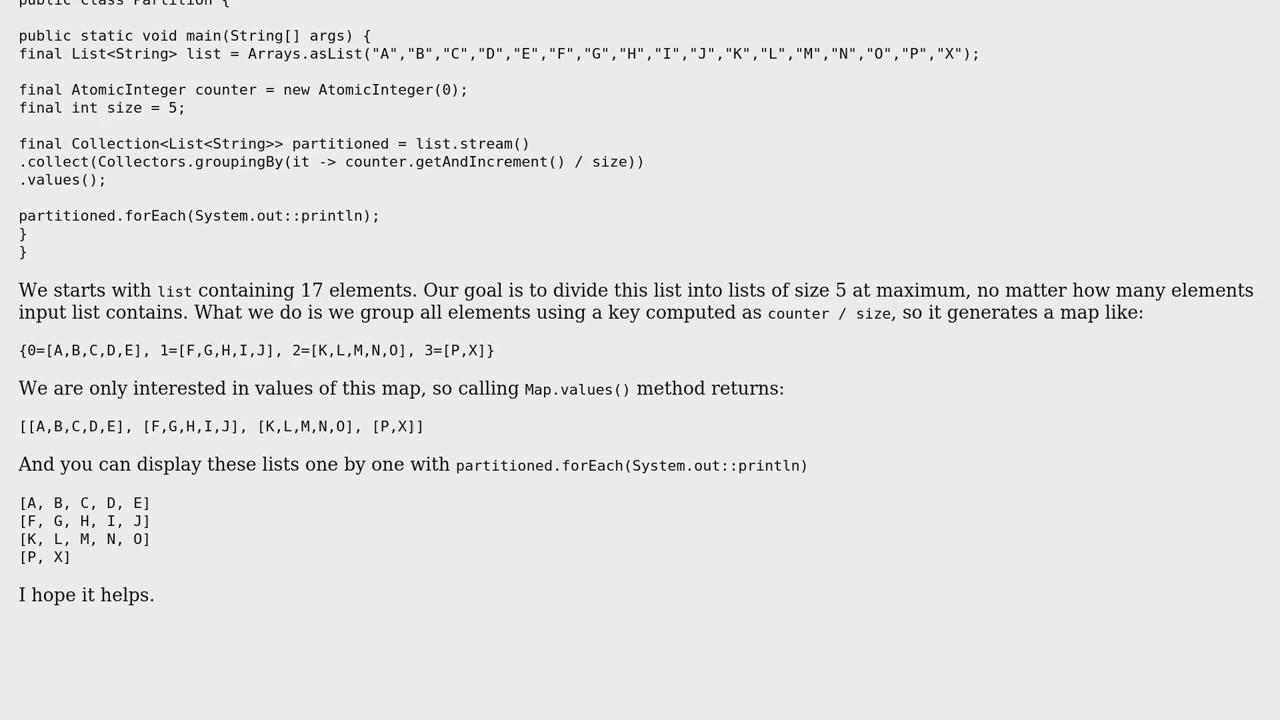 public class Partition {
public static void main(String[] args) {
final List<String> list = Arrays.asList("A","B","C","D","E","F","G","H","I","J","K","L","M","N","O","P","X");
final AtomicInteger counter = new AtomicInteger(0);
final int size = 5;
final Collection<List<String>> partitioned = list.stream()
.collect(Collectors.groupingBy(it -> counter.getAndIncrement() / size))
.values();
partitioned.forEach(System.out::println);
}
}
We starts with list containing 17 elements. Our goal is to divide this list into lists of size 5 at maximum, no matter how many elements
input list contains. What we do is we group all elements using a key computed as counter / size, so it generates a map like:
{0=[A,B,C,D,E], 1=[F,G,H,I,J], 2=[K,L,M,N,O], 3=[P,X]}
We are only interested in values of this map, so calling Map.values() method returns:
[[A,B,C,D,E], [F,G,H,I,J], [K,L,M,N,O], [P,X]]
And you can display these lists one by one with partitioned.forEach(System.out::println)
[A, B, C, D, E]
[F, G, H, I, J]
[K, L, M, N, O]
[P, X]
I hope it helps.